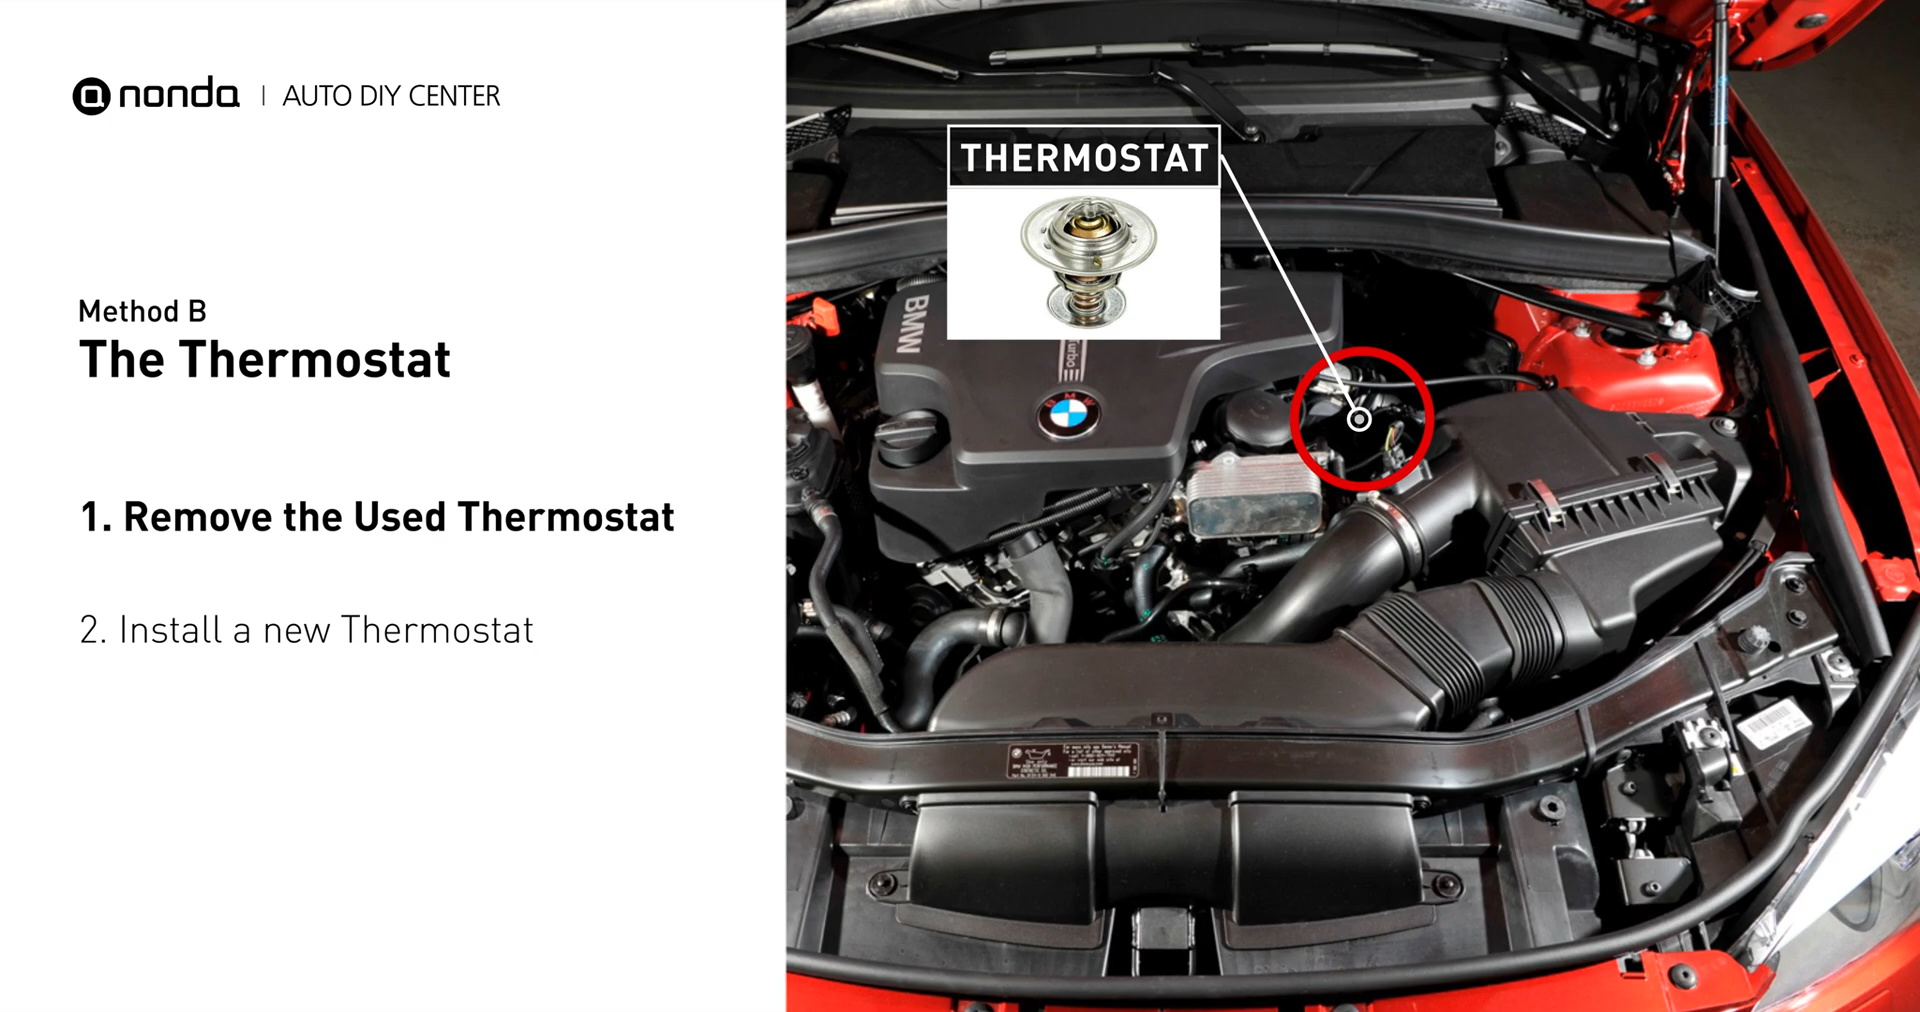 nonda | AUTO DIY CENTER
Method B
The Thermostat
1. Remove the Used Thermostat
2. Install a new Thermostat
THERMOSTAT
BMW
Turbo
BMW